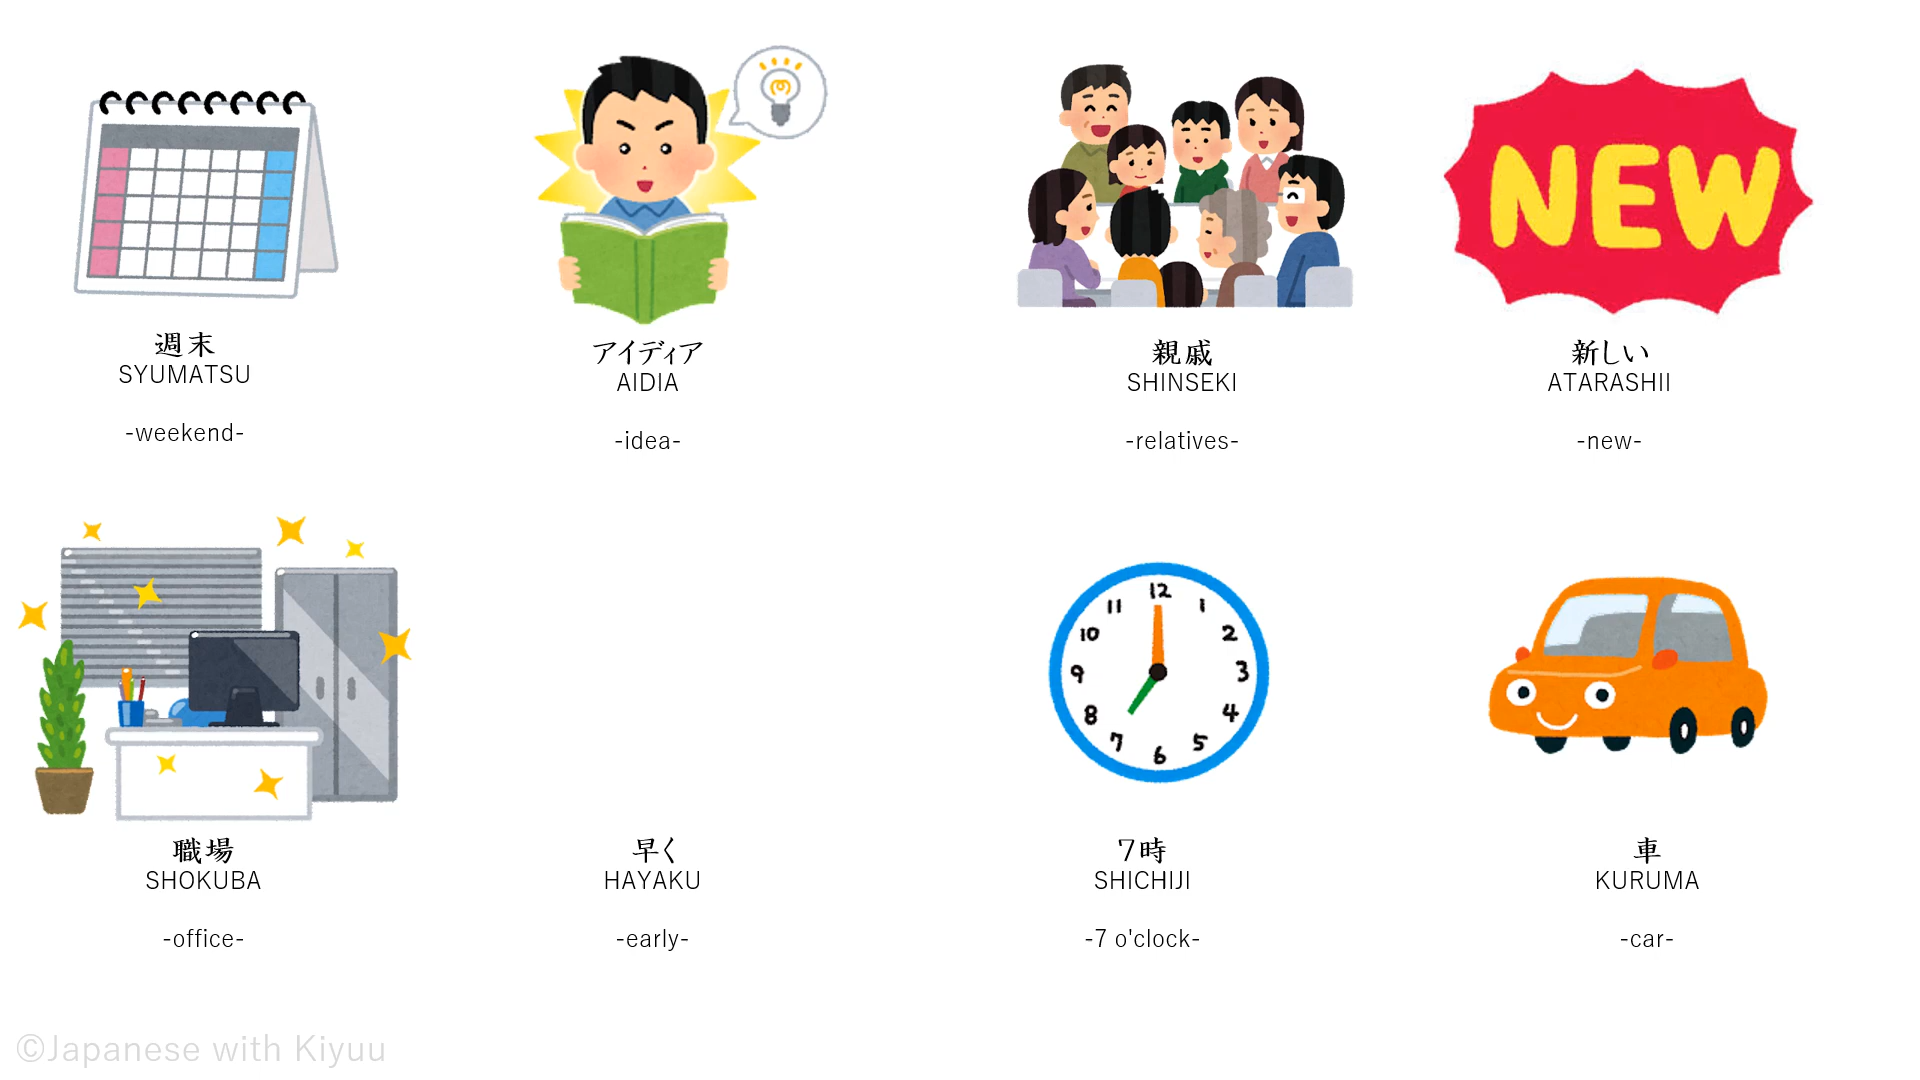 NEW
週末
SYUMATSU
-weekend-
アイディア
AIDIA
-idea-
親戚
SHINSEKI
-relatives-
新しい
ATARASHII
-new-
12
1
2
3
4
5
6
7
8
9
10
11
職場
SHOKUBA
-office-
早く
HAYAKU
-early-
7時
SHICHIJI
-7 o'clock-
車
KURUMA
-car-
©Japanese with Kiyuu